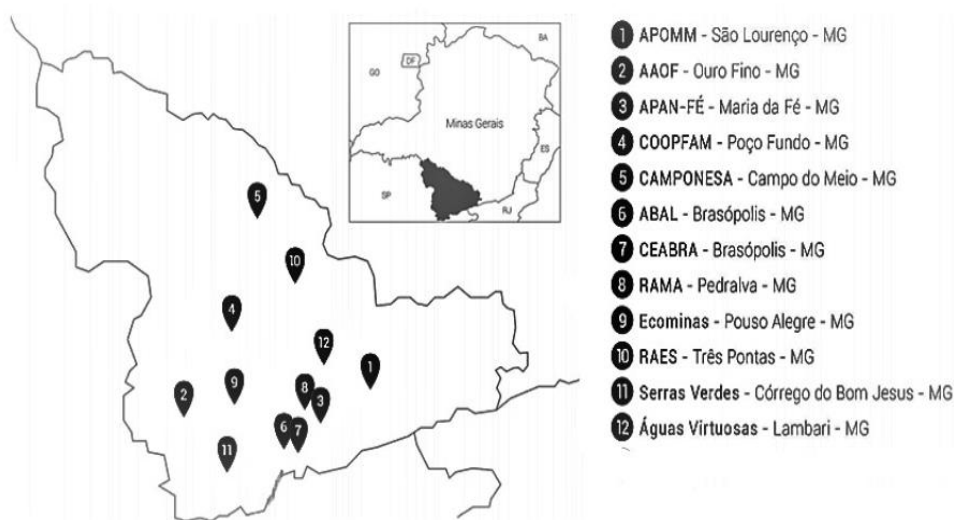 BA
DF
GO
Minas Gerais
ES
SP
RJ
5
10
4
12
1
8
9
2
3
6
7
11
1 APOMM - São Lourenço - MG
2 AAOF - Ouro Fino - MG
3 APAN-FÉ - Maria da Fé - MG
4 COOPFAM - Poço Fundo - MG
5 CAMPONESA - Campo do Meio - MG
6 ABAL - Brasópolis - MG
7 CEABRA - Brasópolis - MG
8 RAMA - Pedralva - MG
9 Ecominas - Pouso Alegre - MG
10 RAES - Três Pontas - MG
11 Serras Verdes - Córrego do Bom Jesus - MG
12 Águas Virtuosas - Lambari - MG